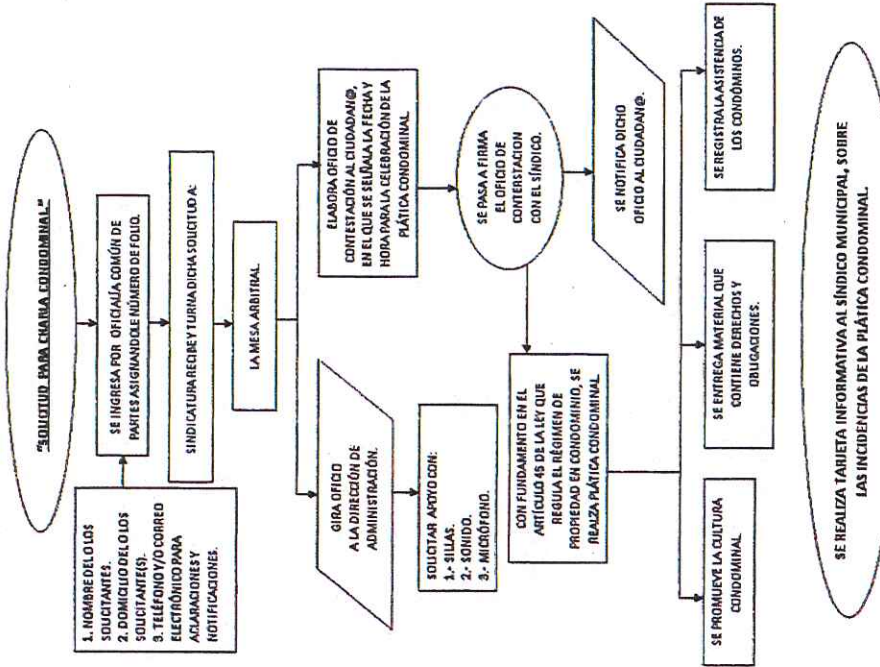 "SOLICITUD PARA CHARLA CONDOMINAL"
1. NOMBRE DEL O LOS
SOLICITANTES.
2. DOMICILIO DEL O LOS
SOLICITANTE(S).
3. TELÉFONO Y/O CORREO
ELECTRÓNICO PARA
ACLARACIONES Y
NOTIFICACIONES.
SE INGRESA POR OFICIALÍA COMÚN DE
PARTES ASIGNANDOLE NÚMERO DE FOLIO.
SINDICATURA RECIBE Y TURNA DICHA SOLICITUD A:
LA MESA ARBITRAL.
GIRA OFICIO
A LA DIRECCIÓN DE
ADMINISTRACIÓN.
SOLICITAR APOYO CON:
1.- SILLAS.
2.- SONIDO.
3.- MICRÓFONO.
ELABORA OFICIO DE
CONTESTACIÓN AL CIUDADAN@,
EN EL QUE SE SEÑALA LA FECHA Y
HORA PARA LA CELEBRACIÓN DE LA
PLÁTICA CONDOMINAL.
SE PASA A FIRMA
EL OFICIO DE
CONTERSTACION
CON EL SÍNDICO.
SE NOTIFICA DICHO
OFICIO AL CIUDADAN@.
CON FUNDAMENTO EN EL
ARTÍCULO 45 DE LA LEY QUE
REGULA EL RÉGIMEN DE
PROPIEDAD EN CONDOMINIO, SE
REALZA PLÁTICA CONDOMINAL
SE PROMUEVE LA CULTURA
CONDOMINAL
SE ENTREGA MATERIAL QUE
CONTIENE DERECHOS Y
OBLIGACIONES.
SE REGISTRA LA ASISTENCIA DE
LOS CONDÓMINOS.
SE REALIZA TARJETA INFORMATIVA AL SÍNDICO MUNICIPAL, SOBRE
LAS INCIDENCIAS DE LA PLÁTICA CONDOMINAL.